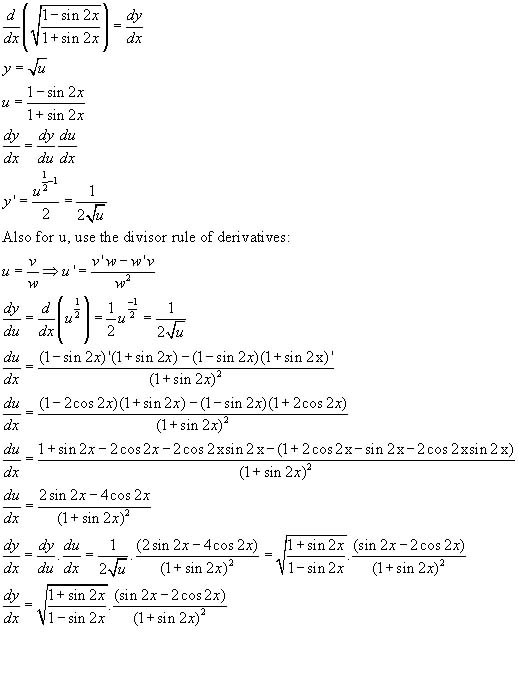 d/dx(√((1−sin 2x)/(1+sin 2x))) = dy/dx
y = √u
u = (1−sin 2x)/(1+sin 2x)
dy/dx = dy/du du/dx
y' = u^(1/2−1)/2 = 1/(2√u)
Also for u, use the divisor rule of derivatives:
u = v/w ⇒ u' = (v'w − w'v)/w²
dy/du = d/dx(u^(1/2)) = 1/2 u^(−1/2) = 1/(2√u)
du/dx = ((1−sin 2x)'(1+sin 2x)−(1−sin 2x)(1+sin 2x)')/(1+sin 2x)²
du/dx = ((1−2cos 2x)(1+sin 2x)−(1−sin 2x)(1+2cos 2x))/(1+sin 2x)²
du/dx = (1+sin 2x−2cos 2x−2cos 2xsin 2x−(1+2cos 2x−sin 2x−2cos 2xsin 2x))/(1+sin 2x)²
du/dx = (2sin 2x−4cos 2x)/(1+sin 2x)²
dy/dx = dy/du . du/dx = 1/(2√u) . (2sin 2x−4cos 2x)/(1+sin 2x)² = √((1+sin 2x)/(1−sin 2x)) . (sin 2x−2cos 2x)/(1+sin 2x)²
dy/dx = √((1+sin 2x)/(1−sin 2x)) . (sin 2x−2cos 2x)/(1+sin 2x)²